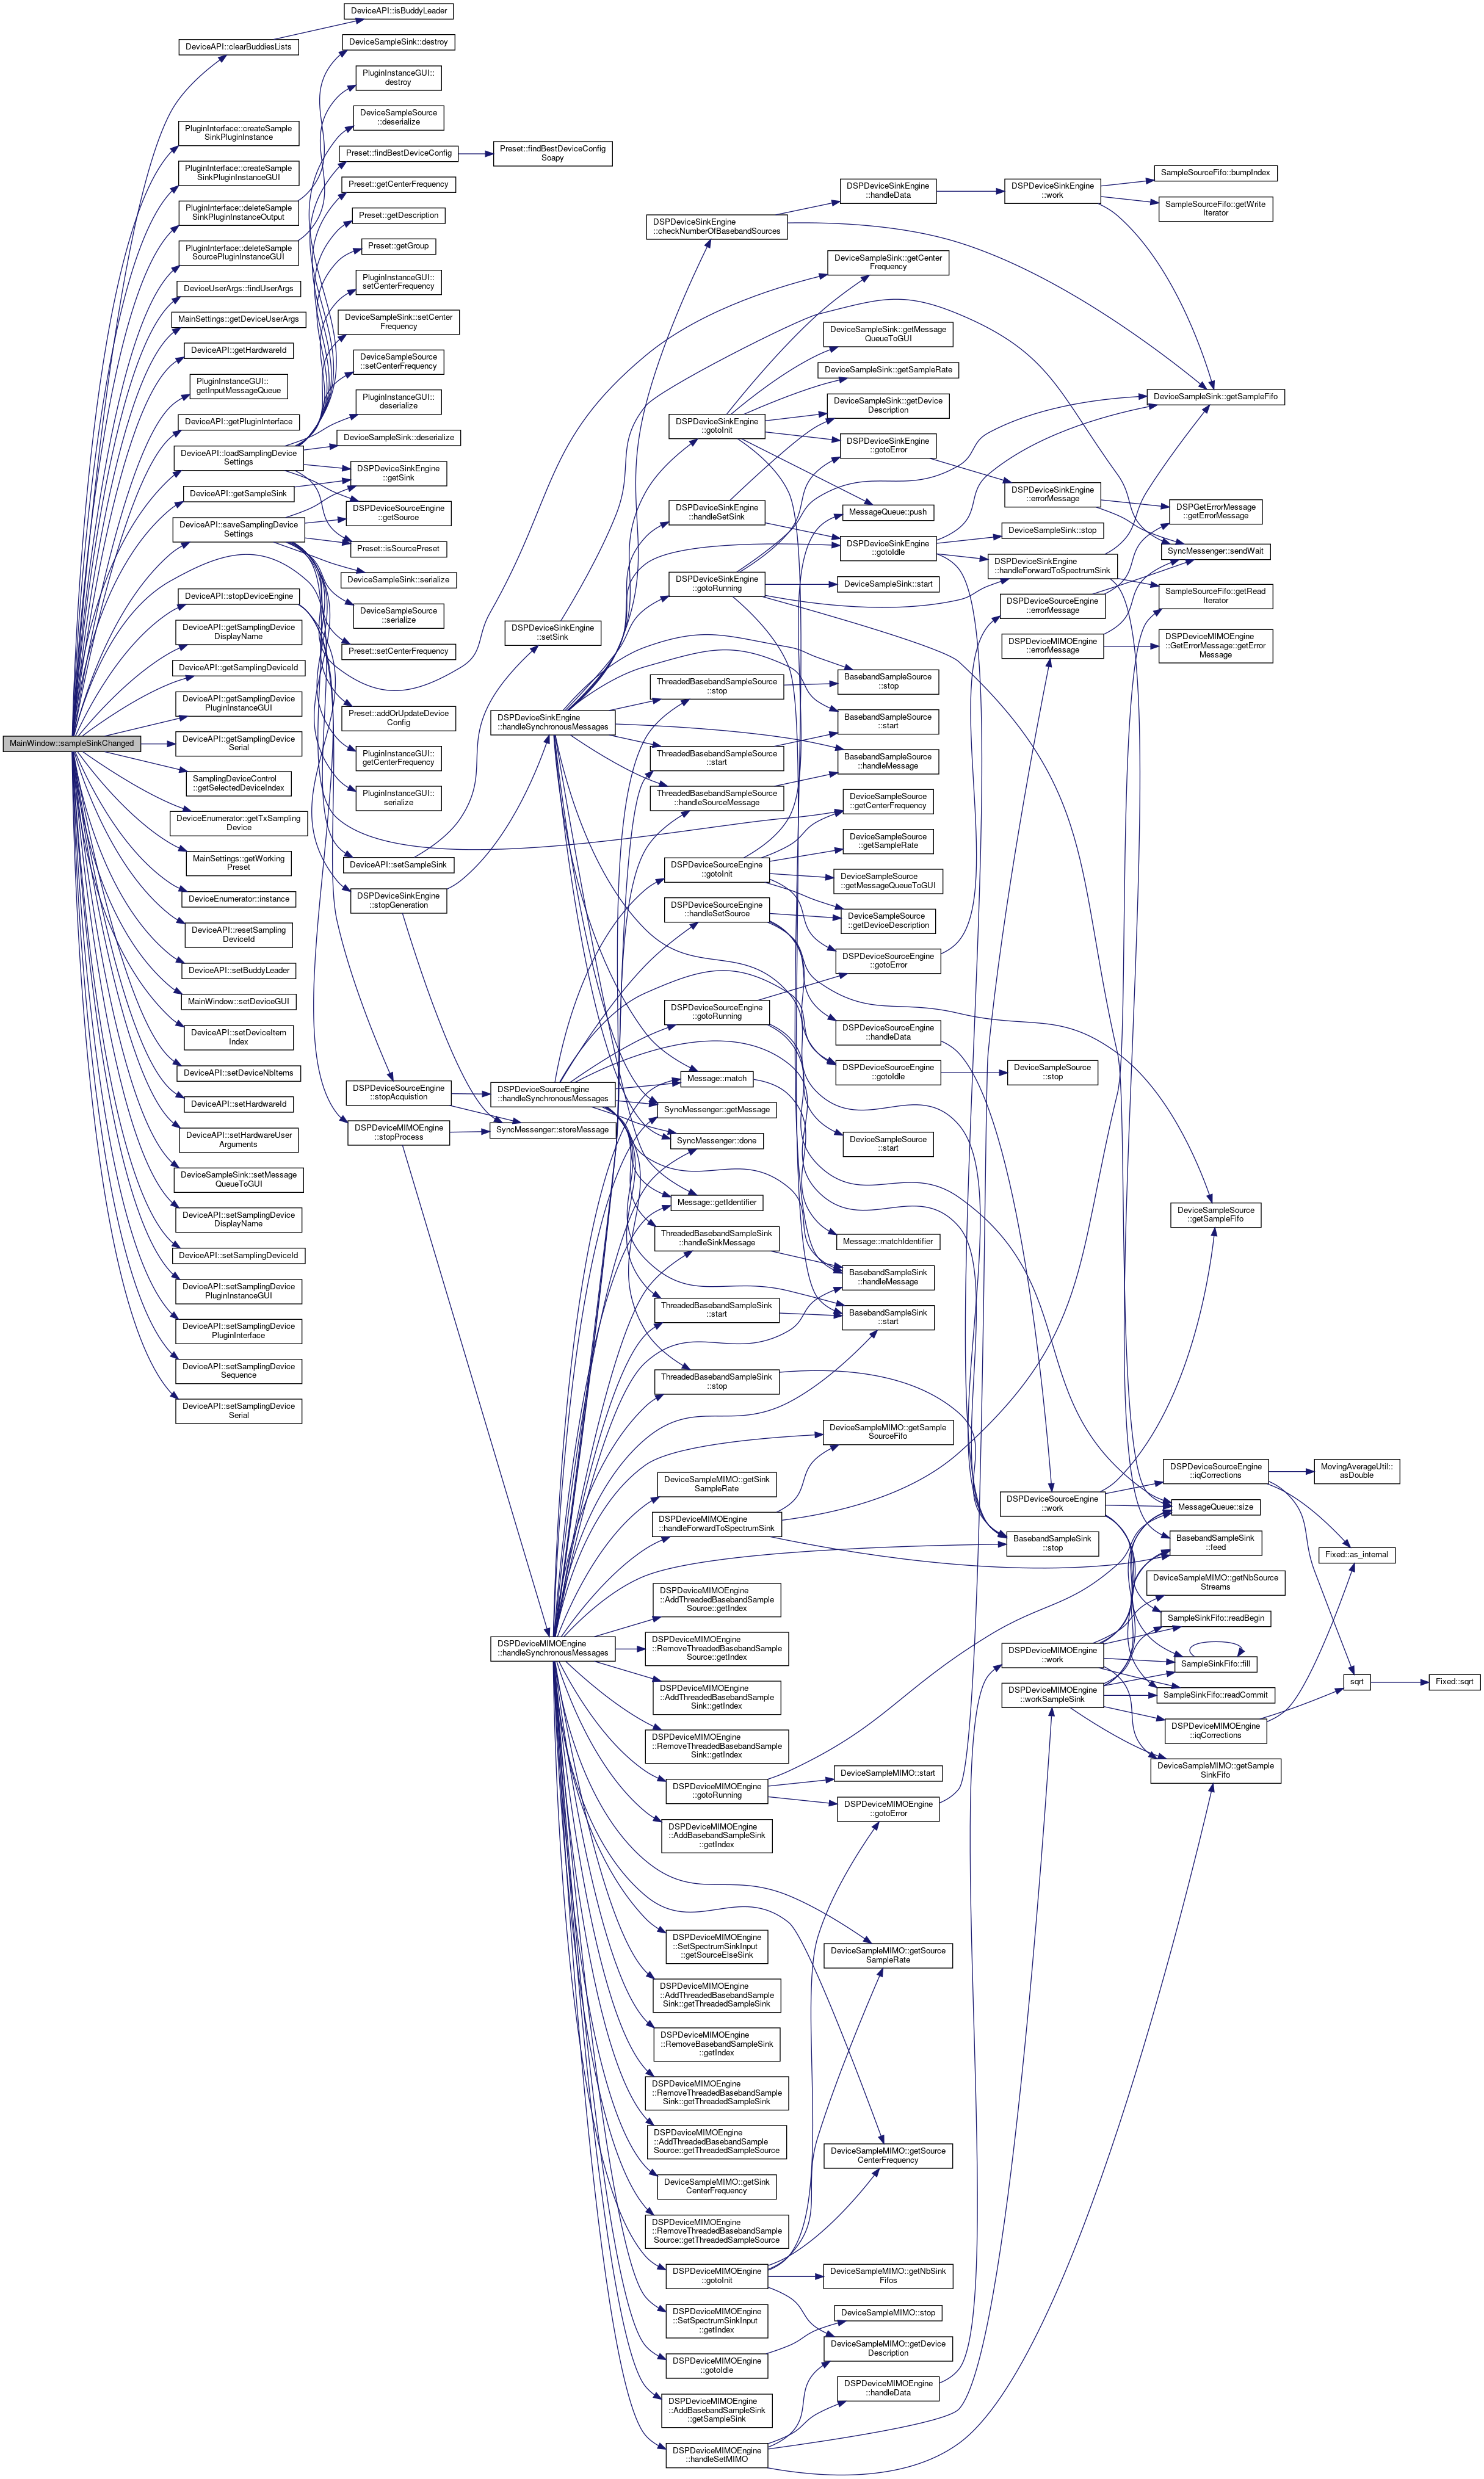 MainWindow::sampleSinkChanged
DeviceAPI::clearBuddiesLists
PluginInterface::createSample
SinkPluginInstance
PluginInterface::createSample
SinkPluginInstanceGUI
PluginInterface::deleteSample
SinkPluginInstanceOutput
PluginInterface::deleteSample
SourcePluginInstanceGUI
DeviceUserArgs::findUserArgs
MainSettings::getDeviceUserArgs
DeviceAPI::getHardwareId
PluginInstanceGUI::
getInputMessageQueue
DeviceAPI::getPluginInterface
DeviceAPI::loadSamplingDevice
Settings
DeviceAPI::getSampleSink
DeviceAPI::saveSamplingDevice
Settings
DeviceAPI::stopDeviceEngine
DeviceAPI::getSamplingDevice
DisplayName
DeviceAPI::getSamplingDeviceId
DeviceAPI::getSamplingDevice
PluginInstanceGUI
DeviceAPI::getSamplingDevice
Serial
SamplingDeviceControl
::getSelectedDeviceIndex
DeviceEnumerator::getTxSampling
Device
MainSettings::getWorking
Preset
DeviceEnumerator::instance
DeviceAPI::resetSampling
DeviceId
DeviceAPI::setBuddyLeader
MainWindow::setDeviceGUI
DeviceAPI::setDeviceItem
Index
DeviceAPI::setDeviceNbItems
DeviceAPI::setHardwareId
DeviceAPI::setHardwareUser
Arguments
DeviceSampleSink::setMessage
QueueToGUI
DeviceAPI::setSamplingDevice
DisplayName
DeviceAPI::setSamplingDeviceId
DeviceAPI::setSamplingDevice
PluginInstanceGUI
DeviceAPI::setSamplingDevice
PluginInterface
DeviceAPI::setSamplingDevice
Sequence
DeviceAPI::setSamplingDevice
Serial
DeviceAPI::isBuddyLeader
DeviceSampleSink::destroy
PluginInstanceGUI::
destroy
DeviceSampleSource
::deserialize
Preset::findBestDeviceConfig
Preset::getCenterFrequency
Preset::getDescription
Preset::getGroup
PluginInstanceGUI::
setCenterFrequency
DeviceSampleSink::setCenter
Frequency
DeviceSampleSource
::setCenterFrequency
PluginInstanceGUI::
deserialize
DeviceSampleSink::deserialize
DSPDeviceSinkEngine
::getSink
DSPDeviceSourceEngine
::getSource
Preset::isSourcePreset
DeviceSampleSink::serialize
DeviceSampleSource
::serialize
Preset::setCenterFrequency
Preset::addOrUpdateDevice
Config
PluginInstanceGUI::
getCenterFrequency
PluginInstanceGUI::
serialize
DeviceAPI::setSampleSink
DSPDeviceSinkEngine
::stopGeneration
DSPDeviceSourceEngine
::stopAcquistion
DSPDeviceMIMOEngine
::stopProcess
Preset::findBestDeviceConfig
Soapy
DSPDeviceSinkEngine
::setSink
DSPDeviceSinkEngine
::handleSynchronousMessages
DSPDeviceSourceEngine
::handleSynchronousMessages
SyncMessenger::storeMessage
DSPDeviceMIMOEngine
::handleSynchronousMessages
DSPDeviceSinkEngine
::checkNumberOfBasebandSources
DSPDeviceSinkEngine
::gotoInit
DSPDeviceSinkEngine
::handleSetSink
DSPDeviceSinkEngine
::gotoRunning
ThreadedBasebandSampleSource
::stop
ThreadedBasebandSampleSource
::start
ThreadedBasebandSampleSource
::handleSourceMessage
DSPDeviceSourceEngine
::gotoInit
DSPDeviceSourceEngine
::handleSetSource
DSPDeviceSourceEngine
::gotoRunning
Message::match
SyncMessenger::getMessage
SyncMessenger::done
Message::getIdentifier
ThreadedBasebandSampleSink
::handleSinkMessage
ThreadedBasebandSampleSink
::start
ThreadedBasebandSampleSink
::stop
DeviceSampleMIMO::getSink
SampleRate
DSPDeviceMIMOEngine
::handleForwardToSpectrumSink
DSPDeviceMIMOEngine
::AddThreadedBasebandSample
Source::getIndex
DSPDeviceMIMOEngine
::RemoveThreadedBasebandSample
Source::getIndex
DSPDeviceMIMOEngine
::AddThreadedBasebandSample
Sink::getIndex
DSPDeviceMIMOEngine
::RemoveThreadedBasebandSample
Sink::getIndex
DSPDeviceMIMOEngine
::gotoRunning
DSPDeviceMIMOEngine
::AddBasebandSampleSink
::getIndex
DSPDeviceMIMOEngine
::SetSpectrumSinkInput
::getSourceElseSink
DSPDeviceMIMOEngine
::AddThreadedBasebandSample
Sink::getThreadedSampleSink
DSPDeviceMIMOEngine
::RemoveBasebandSampleSink
::getIndex
DSPDeviceMIMOEngine
::RemoveThreadedBasebandSample
Sink::getThreadedSampleSink
DSPDeviceMIMOEngine
::AddThreadedBasebandSample
Source::getThreadedSampleSource
DeviceSampleMIMO::getSink
CenterFrequency
DSPDeviceMIMOEngine
::RemoveThreadedBasebandSample
Source::getThreadedSampleSource
DSPDeviceMIMOEngine
::gotoInit
DSPDeviceMIMOEngine
::SetSpectrumSinkInput
::getIndex
DSPDeviceMIMOEngine
::gotoIdle
DSPDeviceMIMOEngine
::AddBasebandSampleSink
::getSampleSink
DSPDeviceMIMOEngine
::handleSetMIMO
DSPDeviceSinkEngine
::handleData
DeviceSampleSink::getCenter
Frequency
DeviceSampleSink::getMessage
QueueToGUI
DeviceSampleSink::getSampleRate
DeviceSampleSink::getDevice
Description
DSPDeviceSinkEngine
::gotoError
MessageQueue::push
DSPDeviceSinkEngine
::gotoIdle
DeviceSampleSink::start
BasebandSampleSource
::stop
BasebandSampleSource
::start
BasebandSampleSource
::handleMessage
DeviceSampleSource
::getCenterFrequency
DeviceSampleSource
::getSampleRate
DeviceSampleSource
::getMessageQueueToGUI
DeviceSampleSource
::getDeviceDescription
DSPDeviceSourceEngine
::gotoError
DSPDeviceSourceEngine
::handleData
DSPDeviceSourceEngine
::gotoIdle
DeviceSampleSource
::start
Message::matchIdentifier
BasebandSampleSink
::handleMessage
BasebandSampleSink
::start
DeviceSampleMIMO::getSample
SourceFifo
DeviceSampleMIMO::start
DSPDeviceMIMOEngine
::gotoError
DeviceSampleMIMO::getSource
SampleRate
DeviceSampleMIMO::getSource
CenterFrequency
DeviceSampleMIMO::getNbSink
Fifos
DeviceSampleMIMO::stop
DeviceSampleMIMO::getDevice
Description
DSPDeviceMIMOEngine
::handleData
DSPDeviceSinkEngine
::work
DSPDeviceSinkEngine
::errorMessage
DeviceSampleSink::stop
DSPDeviceSinkEngine
::handleForwardToSpectrumSink
DSPDeviceSourceEngine
::errorMessage
DSPDeviceMIMOEngine
::errorMessage
DeviceSampleSource
::stop
DSPDeviceSourceEngine
::work
BasebandSampleSink
::stop
DSPDeviceMIMOEngine
::work
DSPDeviceMIMOEngine
::workSampleSink
SampleSourceFifo::bumpIndex
SampleSourceFifo::getWrite
Iterator
DeviceSampleSink::getSampleFifo
DSPGetErrorMessage
::getErrorMessage
SyncMessenger::sendWait
SampleSourceFifo::getRead
Iterator
DSPDeviceMIMOEngine
::GetErrorMessage::getError
Message
DeviceSampleSource
::getSampleFifo
DSPDeviceSourceEngine
::iqCorrections
MessageQueue::size
BasebandSampleSink
::feed
DeviceSampleMIMO::getNbSource
Streams
SampleSinkFifo::readBegin
SampleSinkFifo::fill
SampleSinkFifo::readCommit
DSPDeviceMIMOEngine
::iqCorrections
DeviceSampleMIMO::getSample
SinkFifo
MovingAverageUtil::
asDouble
Fixed::as_internal
sqrt
Fixed::sqrt